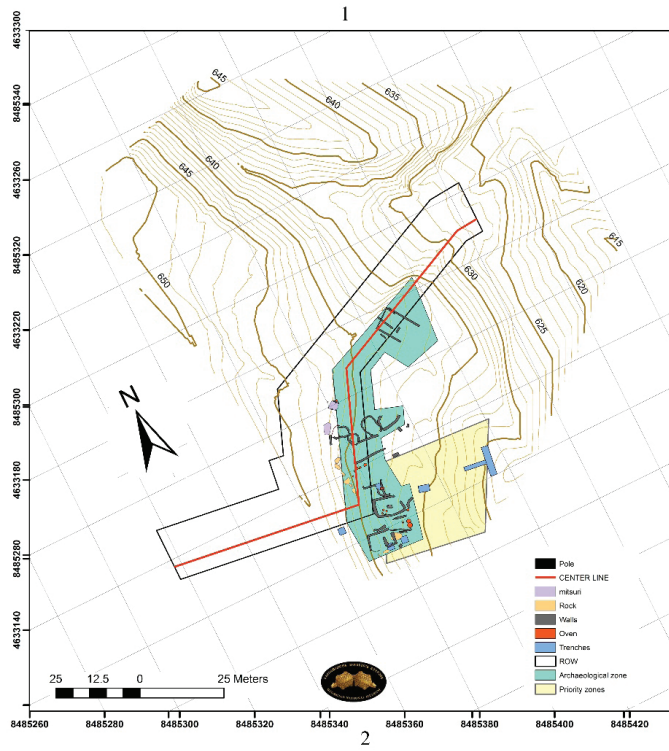 1
4633300
8485340
4633260
8485320
4633220
8485300
4633180
8485280
4633140
645
640
635
640
645
650
630
625
620
615
N
Pole
CENTER LINE
mitsuri
Rock
Walls
Oven
Trenches
ROW
Archaeological zone
Priority zones
25 12.5 0 25 Meters
8485260 8485280 8485300 8485320 8485340 8485360 8485380 8485400 8485420
2